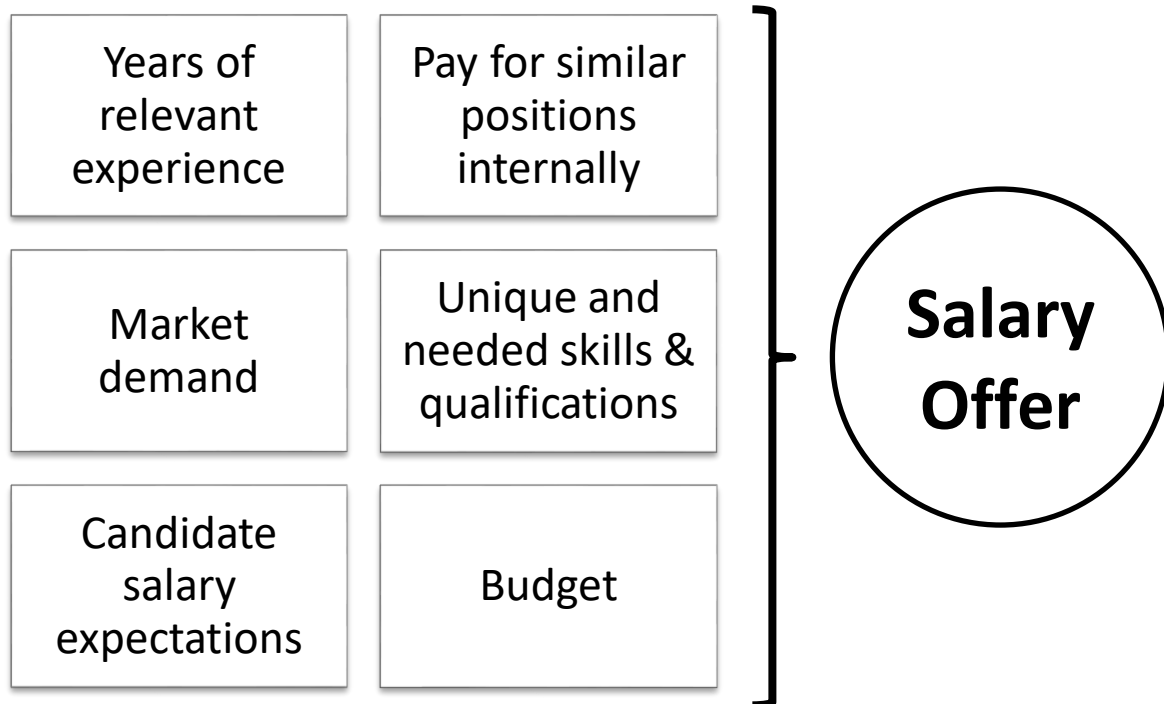 Years of
relevant
experience
Pay for similar
positions
internally
Market
demand
Unique and
needed skills &
qualifications
Candidate
salary
expectations
Budget
Salary
Offer